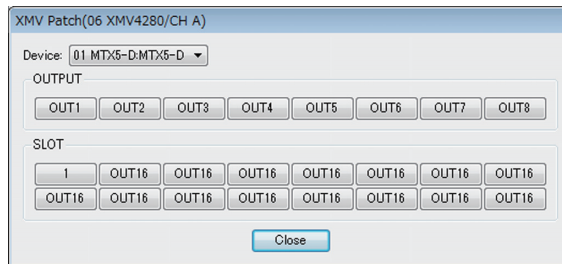 XMV Patch(06 XMV4280/CH A)
Device: 01 MTX5-D:MTX5-D
OUTPUT
OUT1 OUT2 OUT3 OUT4 OUT5 OUT6 OUT7 OUT8
SLOT
1 OUT16 OUT16 OUT16 OUT16 OUT16 OUT16 OUT16
OUT16 OUT16 OUT16 OUT16 OUT16 OUT16 OUT16 OUT16
Close